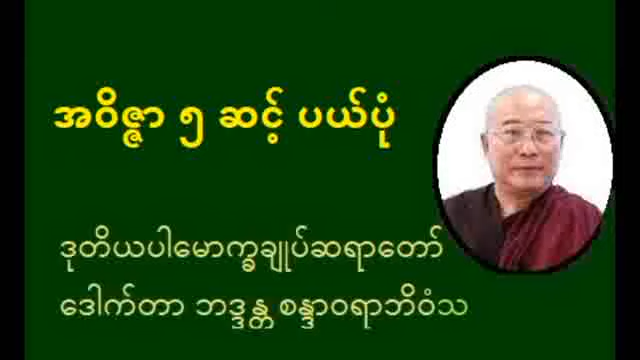 အဝိဇ္ဇာ ၅ ဆင့် ပယ်ပုံ
ဒုတိယပါမောက္ခချုပ်ဆရာတော်
ဒေါက်တာ ဘဒ္ဒန္တ စန္ဒာဝရာဘိဝံသ